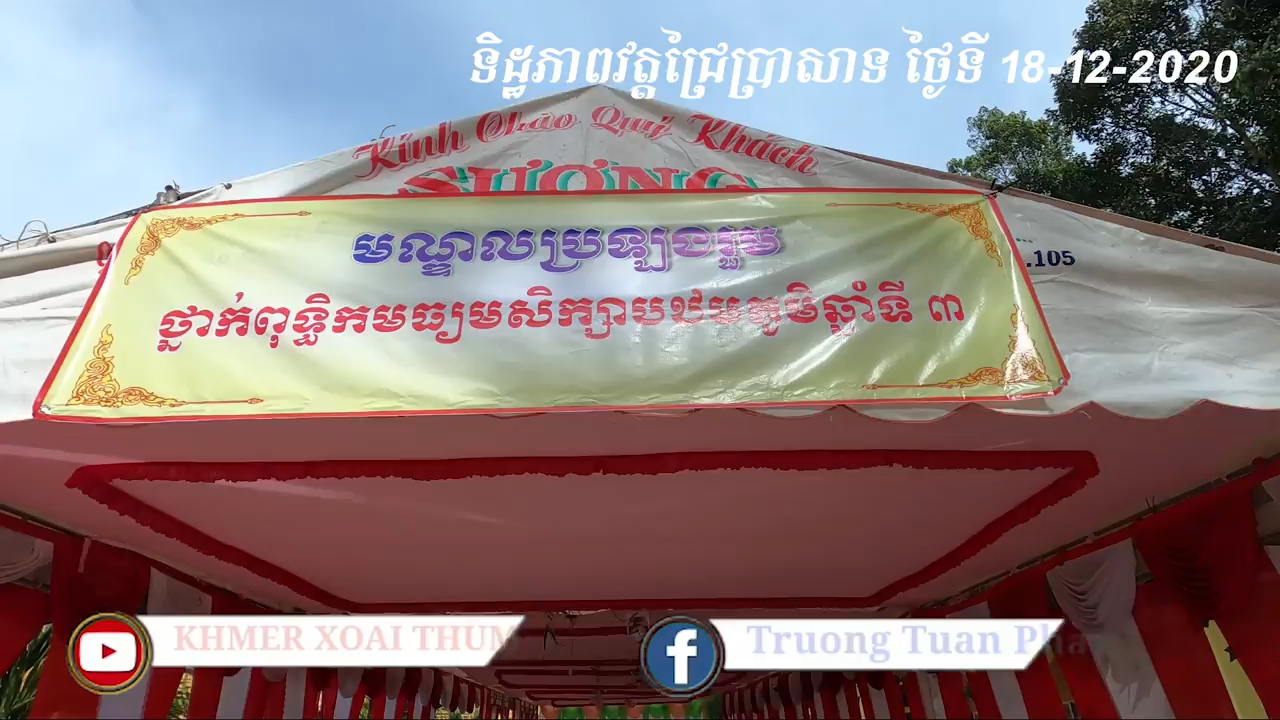 ទិដ្ឋភាពវត្តជ្រៃប្រាសាទ ថ្ងៃទី 18-12-2020
Kính Chào Quý Khách
SƯƠNG
មណ្ឌលប្រឡងរួម
.105
ថ្នាក់ពុទ្ធិកមធ្យមសិក្សាបឋមភូមិឆ្នាំទី ៣
KHMER XOAI THUM
Truong Tuan Pha